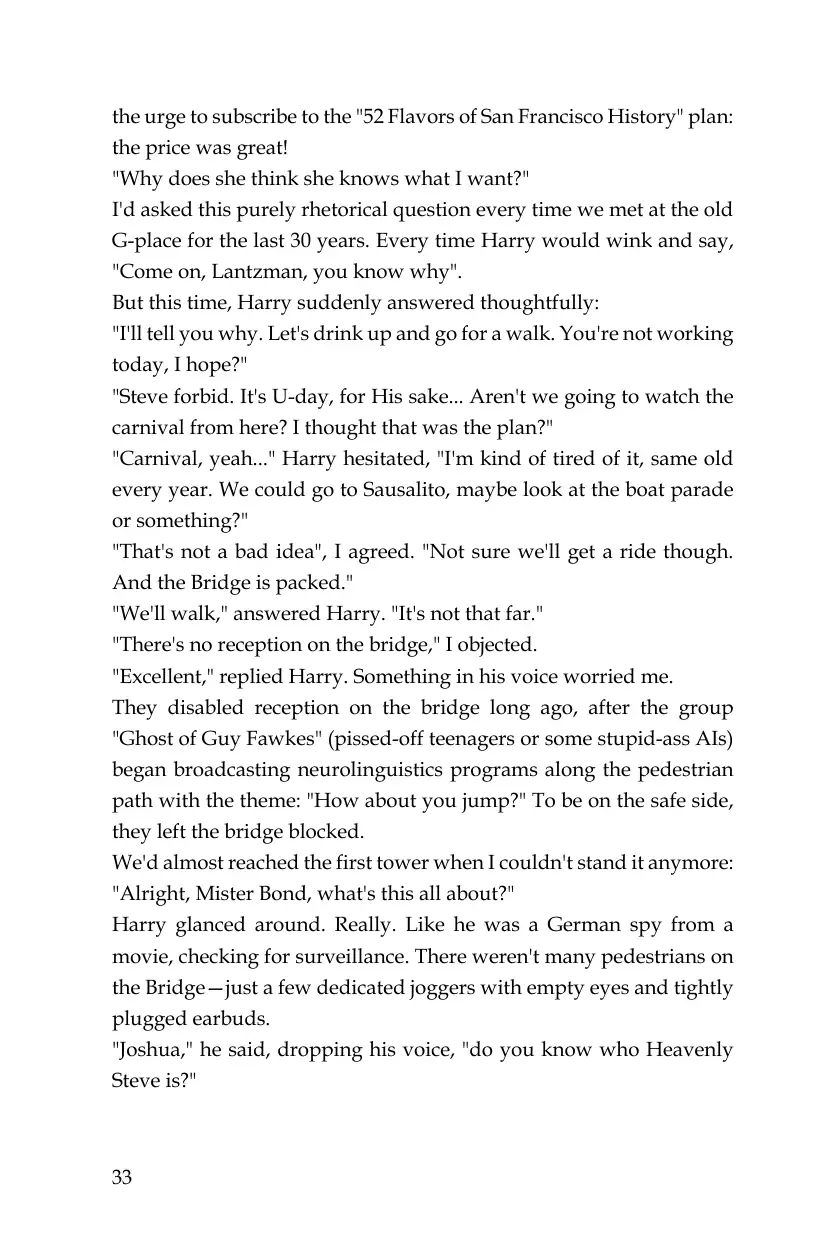 the urge to subscribe to the "52 Flavors of San Francisco History" plan:
the price was great!
"Why does she think she knows what I want?"
I'd asked this purely rhetorical question every time we met at the old
G-place for the last 30 years. Every time Harry would wink and say,
"Come on, Lantzman, you know why".
But this time, Harry suddenly answered thoughtfully:
"I'll tell you why. Let's drink up and go for a walk. You're not working
today, I hope?"
"Steve forbid. It's U-day, for His sake... Aren't we going to watch the
carnival from here? I thought that was the plan?"
"Carnival, yeah..." Harry hesitated, "I'm kind of tired of it, same old
every year. We could go to Sausalito, maybe look at the boat parade
or something?"
"That's not a bad idea", I agreed. "Not sure we'll get a ride though.
And the Bridge is packed."
"We'll walk," answered Harry. "It's not that far."
"There's no reception on the bridge," I objected.
"Excellent," replied Harry. Something in his voice worried me.
They disabled reception on the bridge long ago, after the group
"Ghost of Guy Fawkes" (pissed-off teenagers or some stupid-ass AIs)
began broadcasting neurolinguistics programs along the pedestrian
path with the theme: "How about you jump?" To be on the safe side,
they left the bridge blocked.
We'd almost reached the first tower when I couldn't stand it anymore:
"Alright, Mister Bond, what's this all about?"
Harry glanced around. Really. Like he was a German spy from a
movie, checking for surveillance. There weren't many pedestrians on
the Bridge—just a few dedicated joggers with empty eyes and tightly
plugged earbuds.
"Joshua," he said, dropping his voice, "do you know who Heavenly
Steve is?"
33